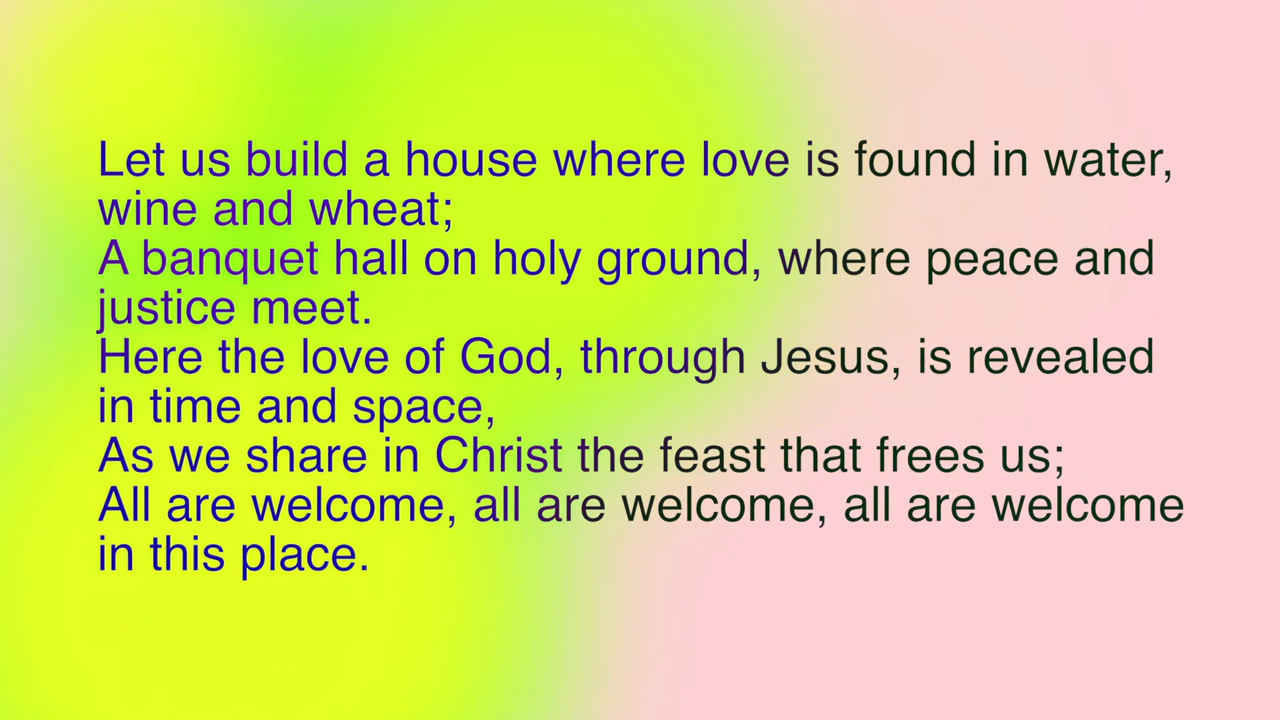 Let us build a house where love is found in water,
wine and wheat;
A banquet hall on holy ground, where peace and
justice meet.
Here the love of God, through Jesus, is revealed
in time and space,
As we share in Christ the feast that frees us;
All are welcome, all are welcome, all are welcome
in this place.